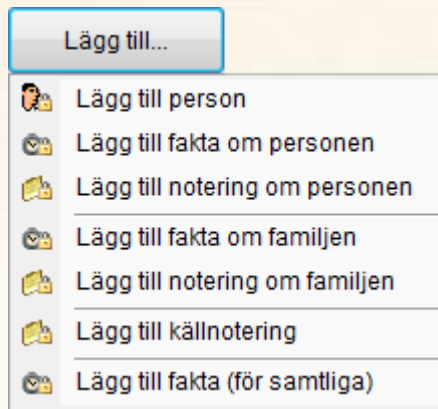 Lägg till...
Lägg till person
Lägg till fakta om personen
Lägg till notering om personen
Lägg till fakta om familjen
Lägg till notering om familjen
Lägg till källnotering
Lägg till fakta (för samtliga)